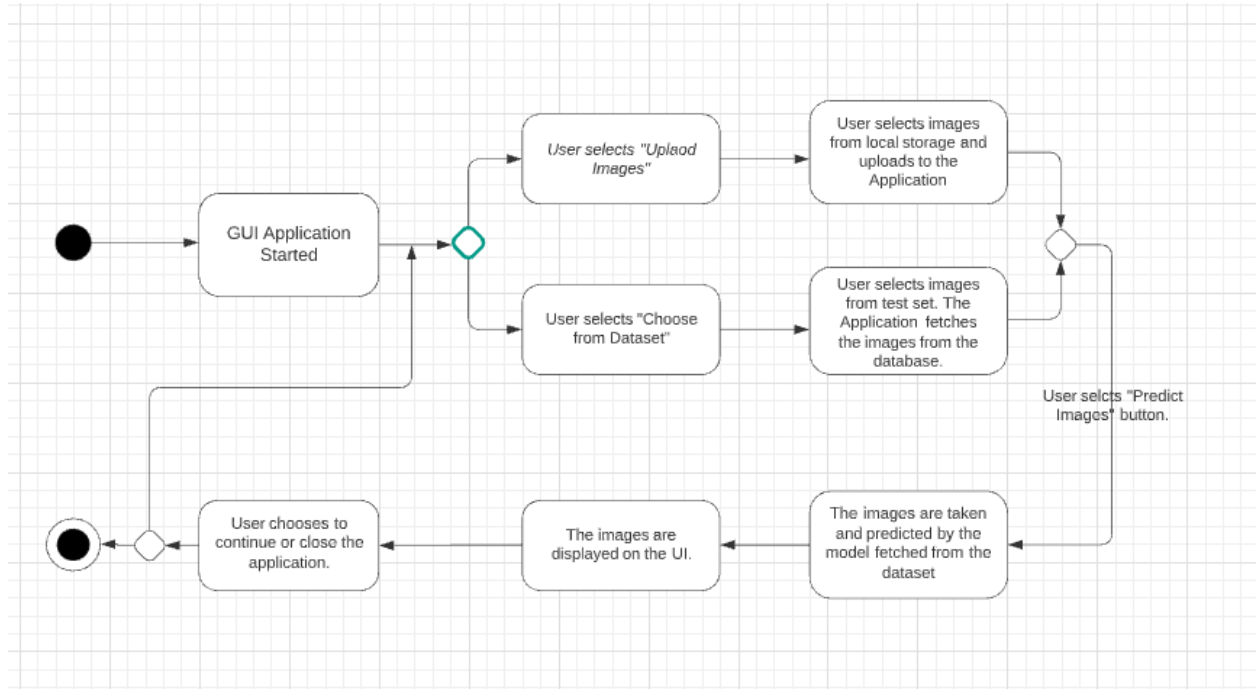 GUI Application
Started
User selects "Uplaod
Images"
User selects images
from local storage and
uploads to the
Application
User selects "Choose
from Dataset"
User selects images
from test set. The
Application fetches
the images from the
database.
User selcts "Predict
Images" button.
The images are taken
and predicted by the
model fetched from the
dataset
The images are
displayed on the UI.
User chooses to
continue or close the
application.